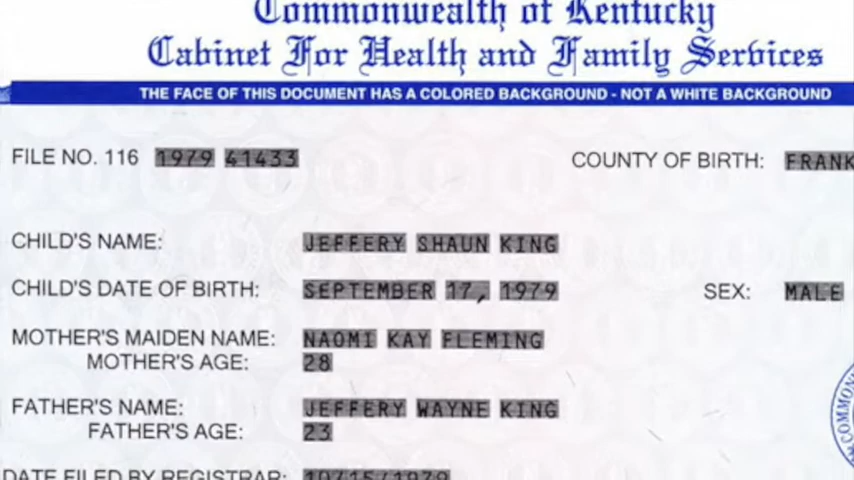 Commonwealth of Kentucky
Cabinet For Health and Family Services
THE FACE OF THIS DOCUMENT HAS A COLORED BACKGROUND - NOT A WHITE BACKGROUND
FILE NO. 116 1979 41433 COUNTY OF BIRTH: FRANK
CHILD'S NAME: JEFFERY SHAUN KING
CHILD'S DATE OF BIRTH: SEPTEMBER 17, 1979 SEX: MALE
MOTHER'S MAIDEN NAME: NAOMI KAY FLEMING
MOTHER'S AGE: 28
FATHER'S NAME: JEFFERY WAYNE KING
FATHER'S AGE: 23
DATE FILED BY REGISTRAR: 10/15/1979